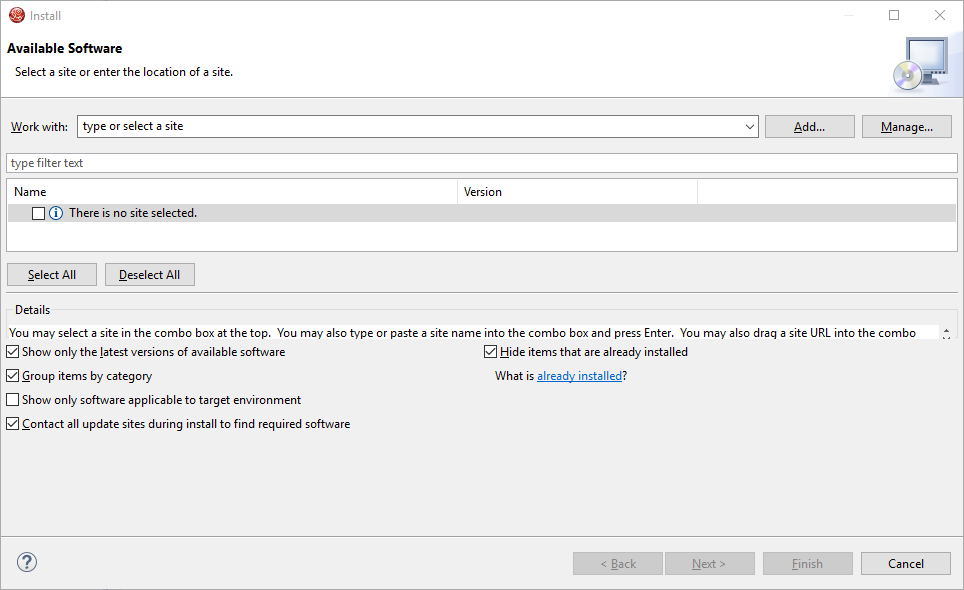 Install
Available Software
Select a site or enter the location of a site.
Work with: type or select a site Add... Manage...
type filter text
Name Version
There is no site selected.
Select All Deselect All
Details
You may select a site in the combo box at the top.  You may also type or paste a site name into the combo box and press Enter.  You may also drag a site URL into the combo
Show only the latest versions of available software Hide items that are already installed
Group items by category What is already installed?
Show only software applicable to target environment
Contact all update sites during install to find required software
? < Back Next > Finish Cancel